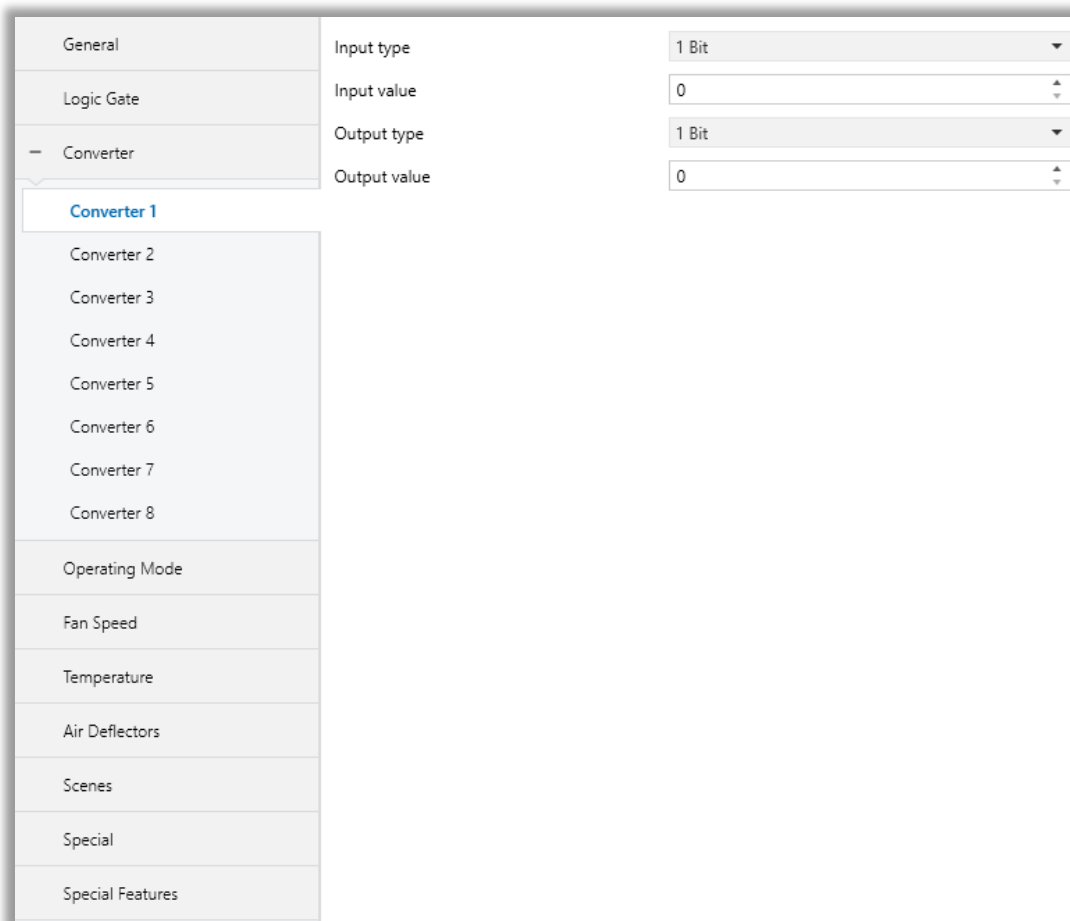 General
Logic Gate
Converter
Converter 1
Converter 2
Converter 3
Converter 4
Converter 5
Converter 6
Converter 7
Converter 8
Operating Mode
Fan Speed
Temperature
Air Deflectors
Scenes
Special
Special Features
Input type 1 Bit
Input value 0
Output type 1 Bit
Output value 0